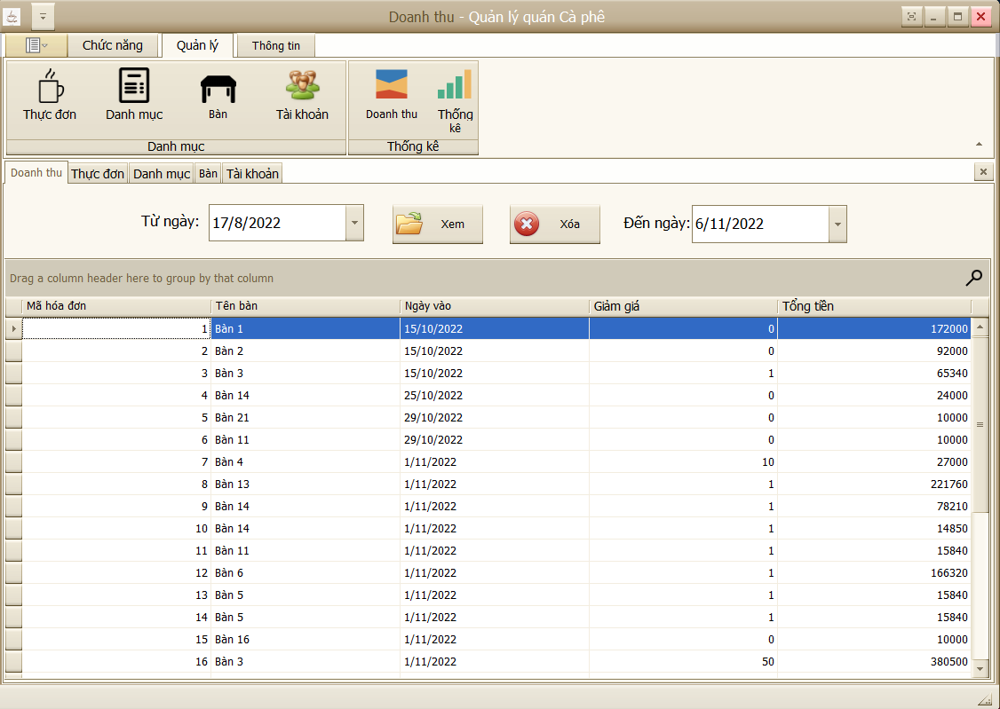 Doanh thu - Quản lý quán Cà phê
Chức năng Quản lý Thông tin
Thực đơn Danh mục Bàn Tài khoản Doanh thu Thống kê
Danh mục Thống kê
Doanh thu Thực đơn Danh mục Bàn Tài khoản
Từ ngày: 17/8/2022 Xem Xóa Đến ngày: 6/11/2022
Drag a column header here to group by that column
Mã hóa đơn Tên bàn Ngày vào Giảm giá Tổng tiền
1 Bàn 1 15/10/2022 0 172000
2 Bàn 2 15/10/2022 0 92000
3 Bàn 3 15/10/2022 1 65340
4 Bàn 14 25/10/2022 0 24000
5 Bàn 21 29/10/2022 0 10000
6 Bàn 11 29/10/2022 0 10000
7 Bàn 4 1/11/2022 10 27000
8 Bàn 13 1/11/2022 1 221760
9 Bàn 14 1/11/2022 1 78210
10 Bàn 14 1/11/2022 1 14850
11 Bàn 11 1/11/2022 1 15840
12 Bàn 6 1/11/2022 1 166320
13 Bàn 5 1/11/2022 1 15840
14 Bàn 5 1/11/2022 1 15840
15 Bàn 16 1/11/2022 0 10000
16 Bàn 3 1/11/2022 50 380500